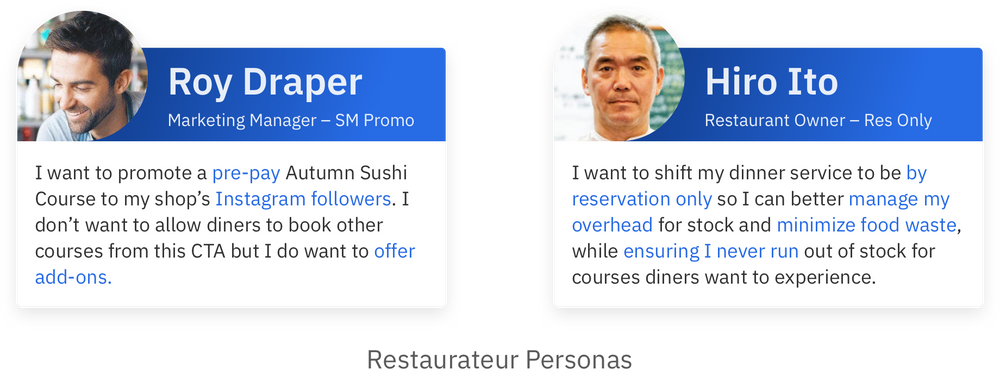 Roy Draper
Marketing Manager – SM Promo
I want to promote a pre-pay Autumn Sushi
Course to my shop’s Instagram followers. I
don’t want to allow diners to book other
courses from this CTA but I do want to offer
add-ons.
Hiro Ito
Restaurant Owner – Res Only
I want to shift my dinner service to be by
reservation only so I can better manage my
overhead for stock and minimize food waste,
while ensuring I never run out of stock for
courses diners want to experience.
Restaurateur Personas